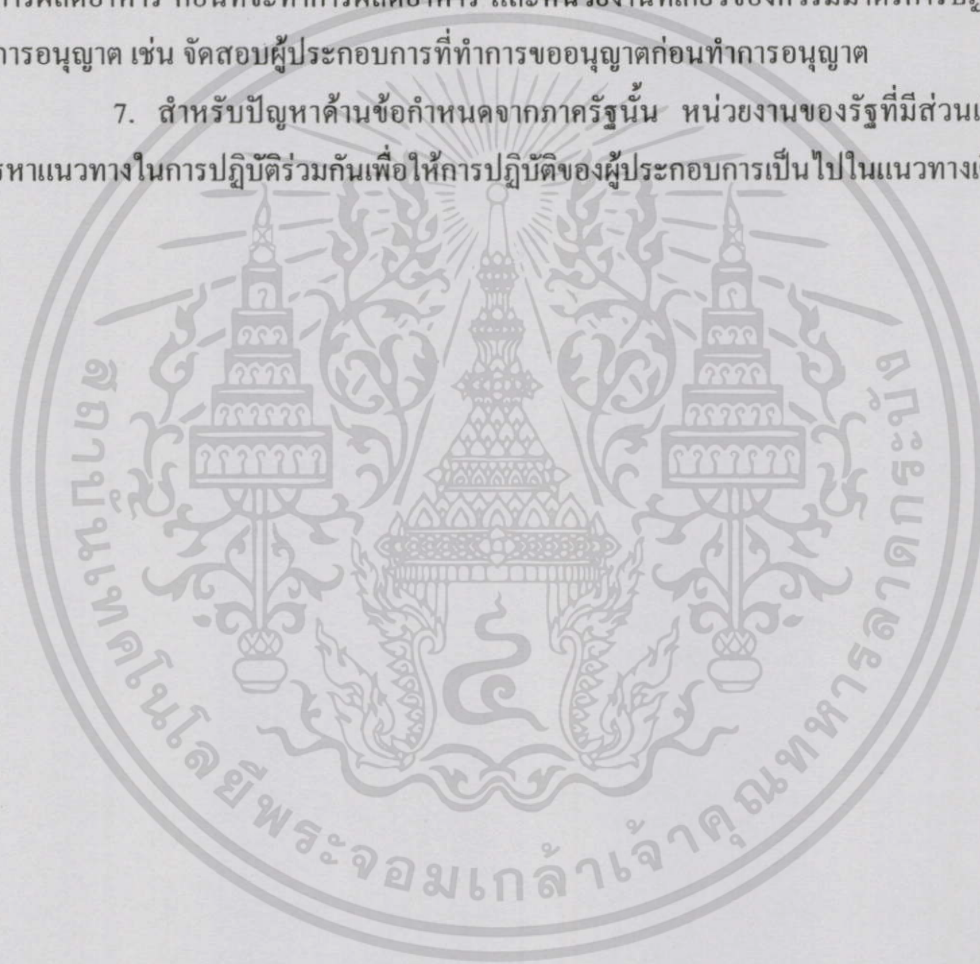 การอนุญาต เช่น จัดสอบผู้ประกอบการที่ทำการขออนุญาตก่อนทำการอนุญาต
7. สำหรับปัญหาด้านข้อกำหนดจากภาครัฐนั้น หน่วยงานของรัฐที่มีส่วน
หาแนวทางในการปฏิบัติร่วมกันเพื่อให้การปฏิบัติของผู้ประกอบการเป็นไปในแนวทาง
สถาบันเทคโนโลยีพระจอมเกล้าเจ้าคุณทหารลาดกระบัง
๔